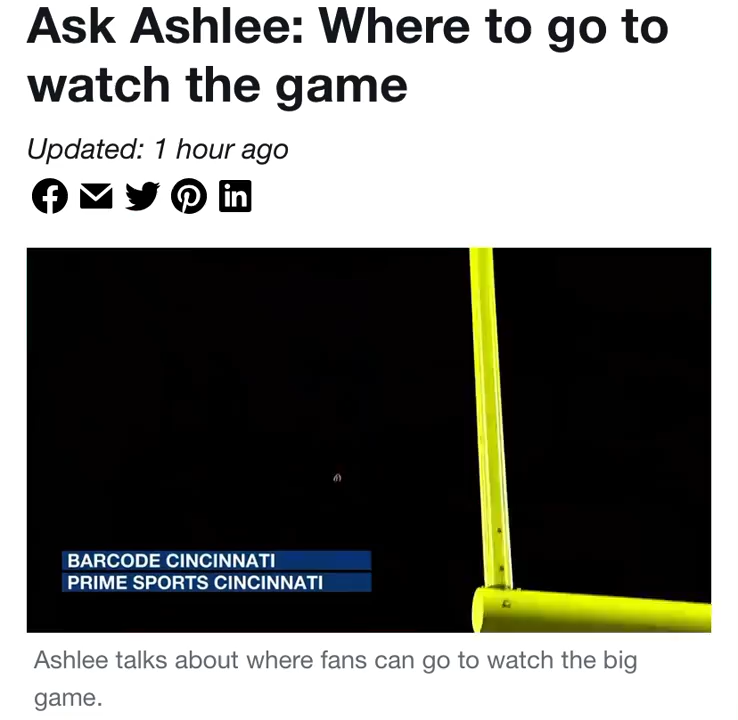 Ask Ashlee: Where to go to
watch the game
Updated: 1 hour ago
BARCODE CINCINNATI
PRIME SPORTS CINCINNATI
Ashlee talks about where fans can go to watch the big
game.